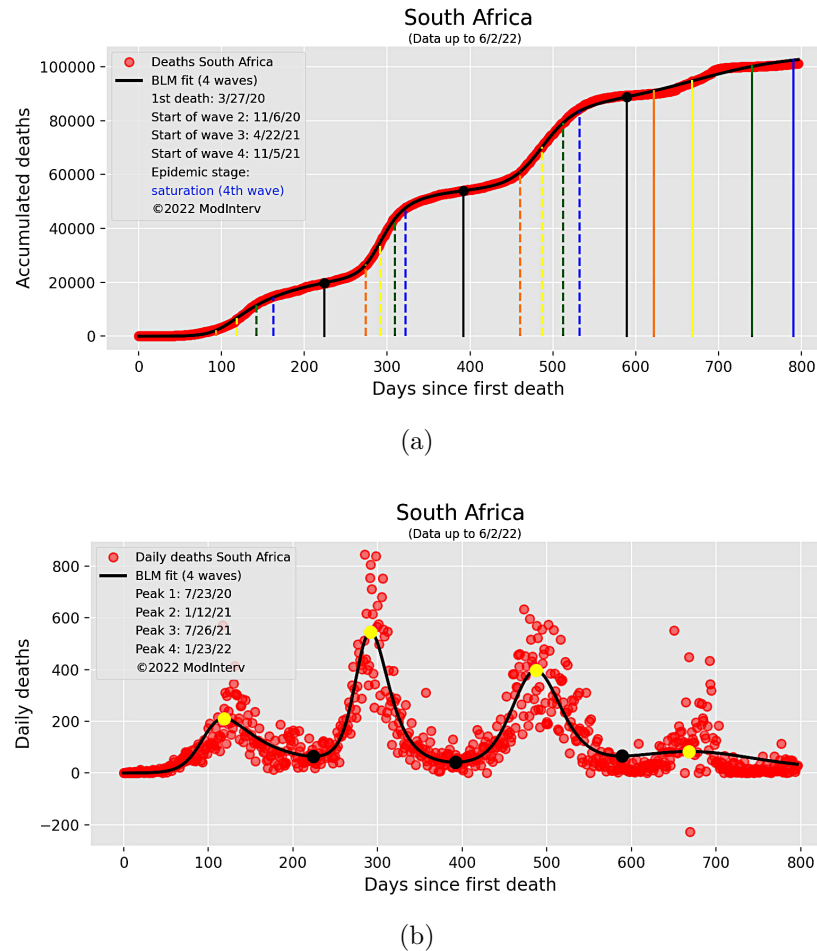 South Africa
(Data up to 6/2/22)
Deaths South Africa
BLM fit (4 waves)
1st death: 3/27/20
Start of wave 2: 11/6/20
Start of wave 3: 4/22/21
Start of wave 4: 11/5/21
Epidemic stage:
saturation (4th wave)
©2022 ModInterv
Accumulated deaths
100000
80000
60000
40000
20000
0
0 100 200 300 400 500 600 700 800
Days since first death
(a)
South Africa
(Data up to 6/2/22)
Daily deaths South Africa
BLM fit (4 waves)
Peak 1: 7/23/20
Peak 2: 1/12/21
Peak 3: 7/26/21
Peak 4: 1/23/22
©2022 ModInterv
Daily deaths
800
600
400
200
0
−200
0 100 200 300 400 500 600 700 800
Days since first death
(b)